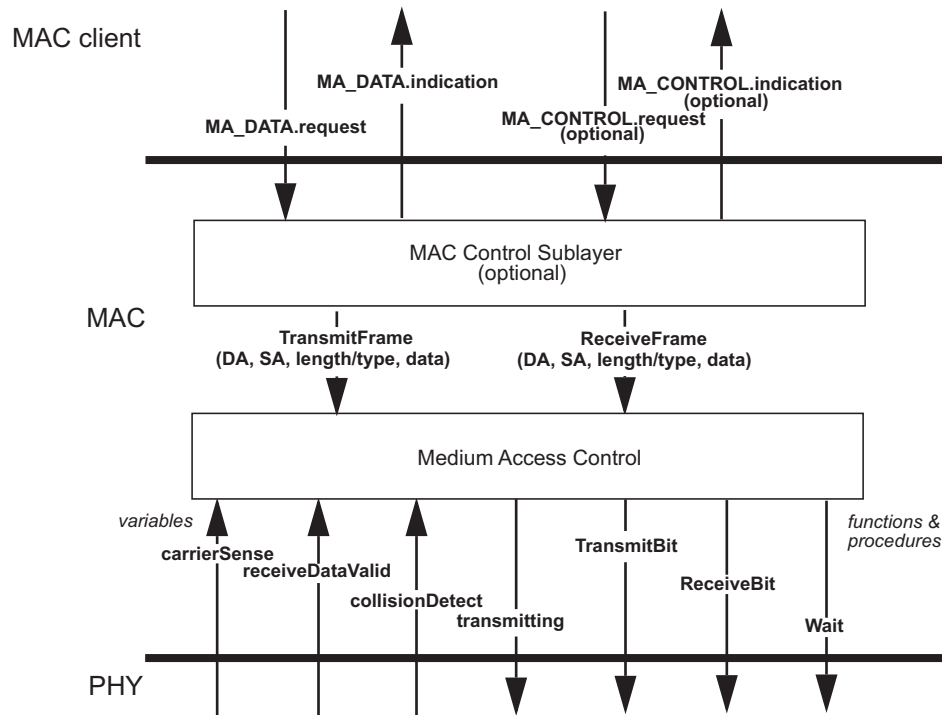 MAC client
MA_DATA.indication
MA_CONTROL.indication
(optional)
MA_DATA.request
MA_CONTROL.request
(optional)
MAC Control Sublayer
(optional)
MAC
TransmitFrame
(DA, SA, length/type, data)
ReceiveFrame
(DA, SA, length/type, data)
Medium Access Control
variables
functions &
procedures
carrierSense
receiveDataValid
collisionDetect
transmitting
TransmitBit
ReceiveBit
Wait
PHY